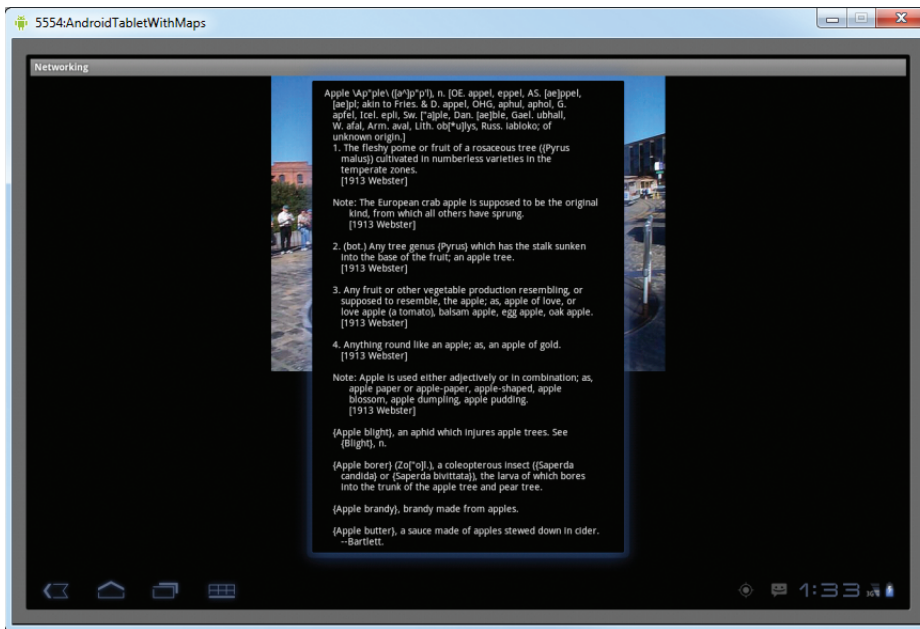 5554:AndroidTabletWithMaps
Networking
Apple \Ap"ple\ ([a^]p"p'l), n. [OE. appel, eppel, AS. [ae]ppel,
[ae]pl; akin to Fries. & D. appel, OHG, aphul, aphol, G.
apfel, Icel. epli, Sw. ["a]ple, Dan. [ae]ble, Gael. ubhall,
W. afal, Arm. aval, Lith. ob[*u]lys, Russ. iabloko; of
unknown origin.]
1. The fleshy pome or fruit of a rosaceous tree ({Pyrus
malus}) cultivated in numberless varieties in the
temperate zones.
[1913 Webster]
Note: The European crab apple is supposed to be the original
kind, from which all others have sprung.
[1913 Webster]
2. (bot.) Any tree genus {Pyrus} which has the stalk sunken
into the base of the fruit; an apple tree.
[1913 Webster]
3. Any fruit or other vegetable production resembling, or
supposed to resemble, the apple; as, apple of love, or
love apple (a tomato), balsam apple, egg apple, oak apple.
[1913 Webster]
4. Anything round like an apple; as, an apple of gold.
[1913 Webster]
Note: Apple is used either adjectively or in combination; as,
apple paper or apple-paper, apple-shaped, apple
blossom, apple dumpling, apple pudding.
[1913 Webster]
{Apple blight}, an aphid which injures apple trees. See
{Blight}, n.
{Apple borer} (Zo["o]l.), a coleopterous insect ({Saperda
candida} or {Saperda bivittata}), the larva of which bores
into the trunk of the apple tree and pear tree.
{Apple brandy}, brandy made from apples.
{Apple butter}, a sauce made of apples stewed down in cider.
--Bartlett.
1:33 3G